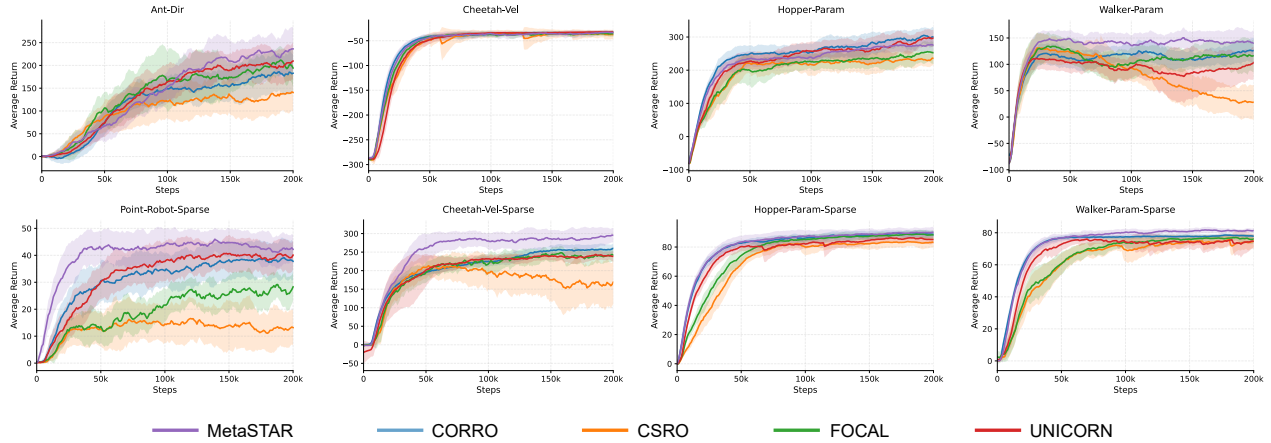 Ant-Dir
Average Return
250
200
150
100
50
0
0
50k
100k
150k
200k
Steps
Cheetah-Vel
Average Return
−50
−100
−150
−200
−250
−300
0
50k
100k
150k
200k
Steps
Hopper-Param
Average Return
300
200
100
0
−100
0
50k
100k
150k
200k
Steps
Walker-Param
Average Return
150
100
50
0
−50
−100
0
50k
100k
150k
200k
Steps
Point-Robot-Sparse
Average Return
50
40
30
20
10
0
0
50k
100k
150k
200k
Steps
Cheetah-Vel-Sparse
Average Return
300
250
200
150
100
50
0
−50
0
50k
100k
150k
200k
Steps
Hopper-Param-Sparse
Average Return
80
60
40
20
0
0
50k
100k
150k
200k
Steps
Walker-Param-Sparse
Average Return
80
60
40
20
0
0
50k
100k
150k
200k
Steps
MetaSTAR
CORRO
CSRO
FOCAL
UNICORN